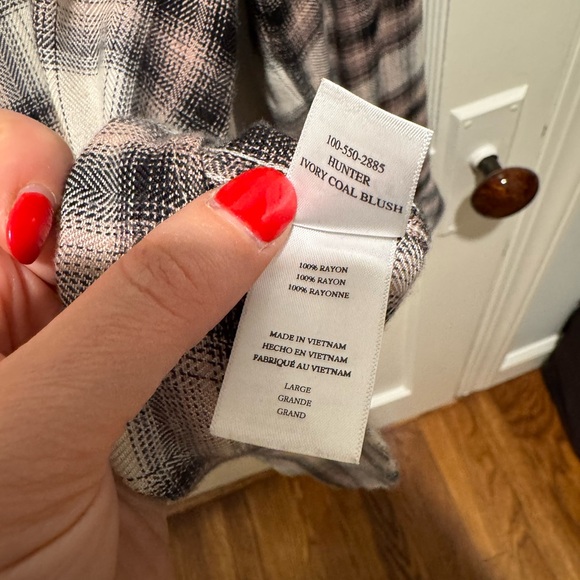 100-550-2885
HUNTER
IVORY COAL BLUSH
100% RAYON
100% RAYON
100% RAYONNE
MADE IN VIETNAM
HECHO EN VIETNAM
FABRIQUÉ AU VIETNAM
LARGE
GRANDE
GRAND